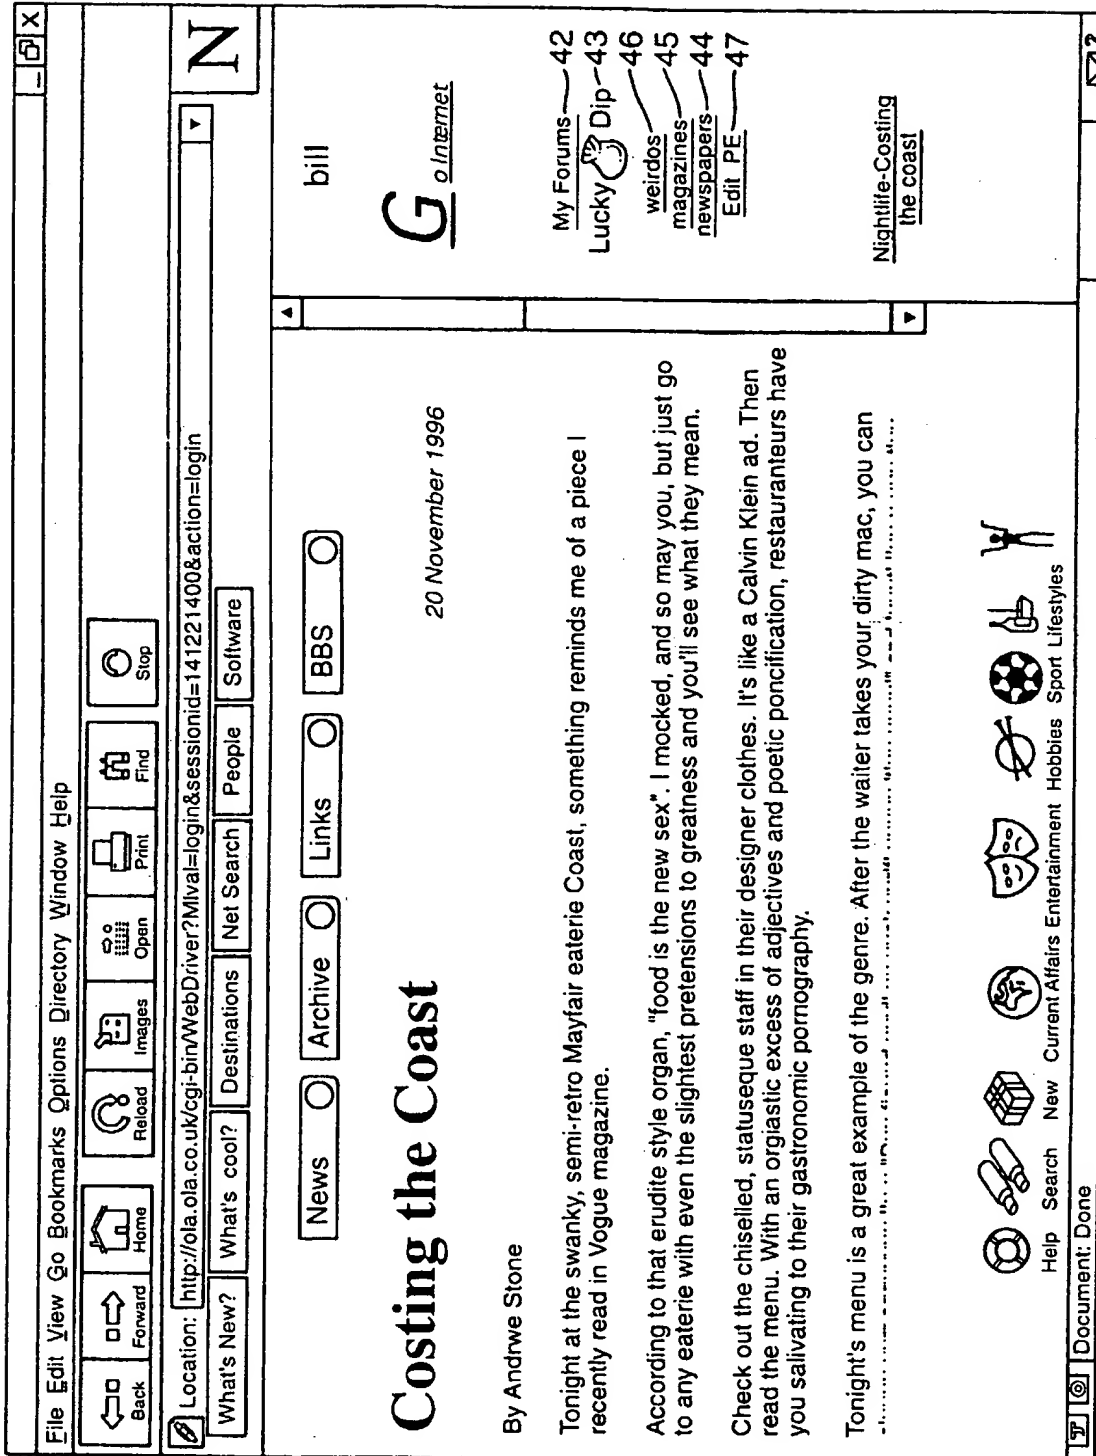 File Edit View Go Bookmarks Options Directory Window Help
Back Forward Home Reload Images Open Print Find Stop
Location: http://ola.ola.co.uk/cgi-bin/WebDriver?MIval=login&sessionid=141221400&action=login
N
What's New? What's cool? Destinations Net Search People Software
News Archive Links BBS
bill
Costing the Coast
20 November 1996
Go Internet
By Andrwe Stone
Tonight at the swanky, semi-retro Mayfair eaterie Coast, something reminds me of a piece I
recently read in Vogue magazine.
According to that erudite style organ, "food is the new sex". I mocked, and so may you, but just go
to any eaterie with even the slightest pretensions to greatness and you'll see what they mean.
Check out the chiselled, statuseque staff in their designer clothes. It's like a Calvin Klein ad. Then
read the menu. With an orgiastic excess of adjectives and poetic poncification, restauranteurs have
you salivating to their gastronomic pornography.
Tonight's menu is a great example of the genre. After the waiter takes your dirty mac, you can
My Forums 42
Lucky Dip 43
weirdos 46
magazines 45
newspapers 44
Edit PE 47
Nightlife-Costing
the coast
Help Search New Current Affairs Entertainment Hobbies Sport Lifestyles
Document: Done